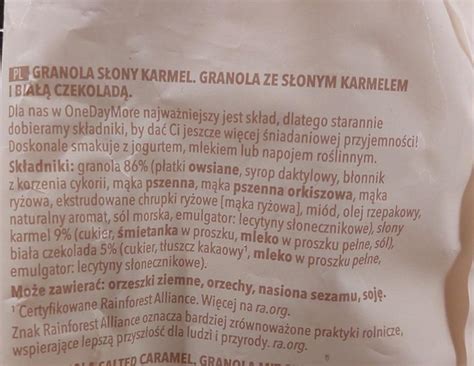 PL GRANOLA SŁONY KARMEL. GRANOLA ZE SŁONYM KARMELEM
I BIAŁĄ CZEKOLADĄ.
Dla nas w OneDayMore najważniejszy jest skład, dlatego starannie
dobieramy składniki, by dać Ci jeszcze więcej śniadaniowej przyjemności!
Doskonale smakuje z jogurtem, mlekiem lub napojem roślinnym.
Składniki: granola 86% (płatki owsiane, syrop daktylowy, błonnik
z korzenia cykorii, mąka pszenna, mąka pszenna orkiszowa, mąka
ryżowa, ekstrudowane chrupki ryżowe [mąka ryżowa], miód, olej rzepakowy,
naturalny aromat, sól morska, emulgator: lecytyny słonecznikowe), słony
karmel 9% (cukier, śmietanka w proszku, mleko w proszku pełne, sól),
biała czekolada 5% (cukier, tłuszcz kakaowy¹, mleko w proszku pełne,
emulgator: lecytyny słonecznikowe).
Może zawierać: orzeszki ziemne, orzechy, nasiona sezamu, soję.
¹ Certyfikowane Rainforest Alliance. Więcej na ra.org.
Znak Rainforest Alliance oznacza bardziej zrównoważone praktyki rolnicze,
wspierające lepszą przyszłość dla ludzi i przyrody. ra.org.
SALTED CARAMEL, GRANOLA